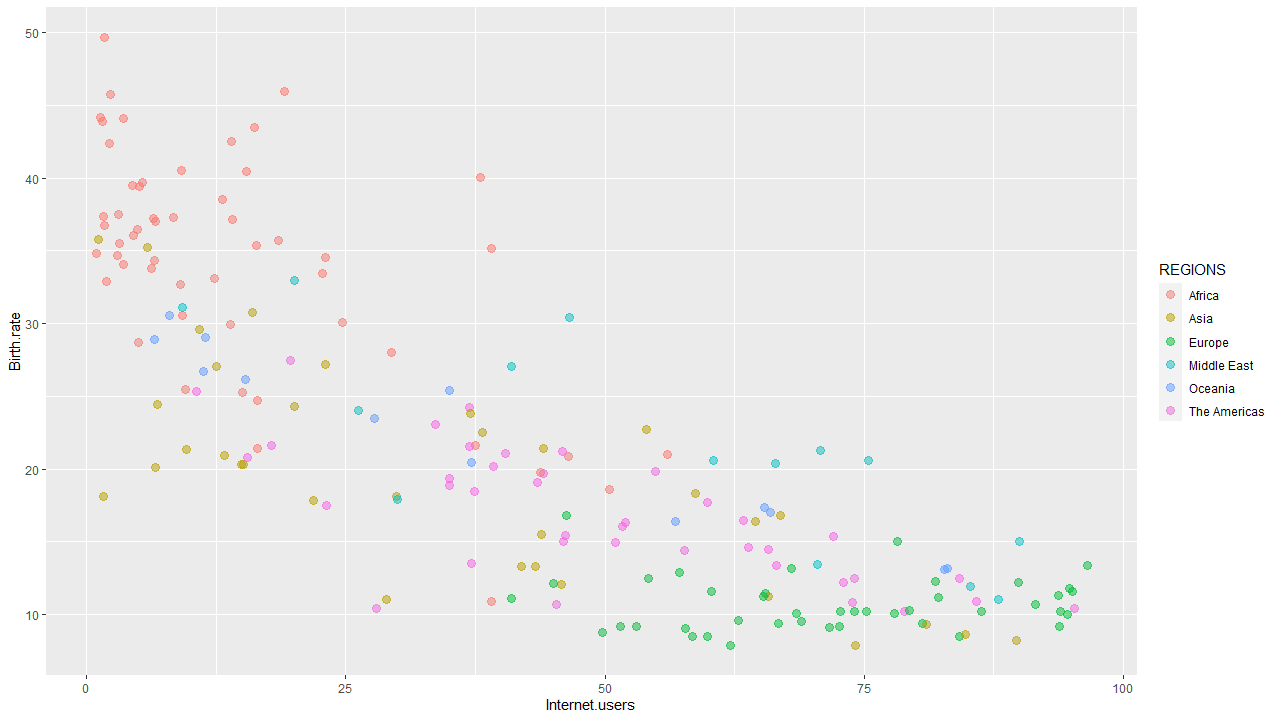 50
40
30
20
10
Birth.rate
0
25
50
75
100
Internet.users
REGIONS
Africa
Asia
Europe
Middle East
Oceania
The Americas